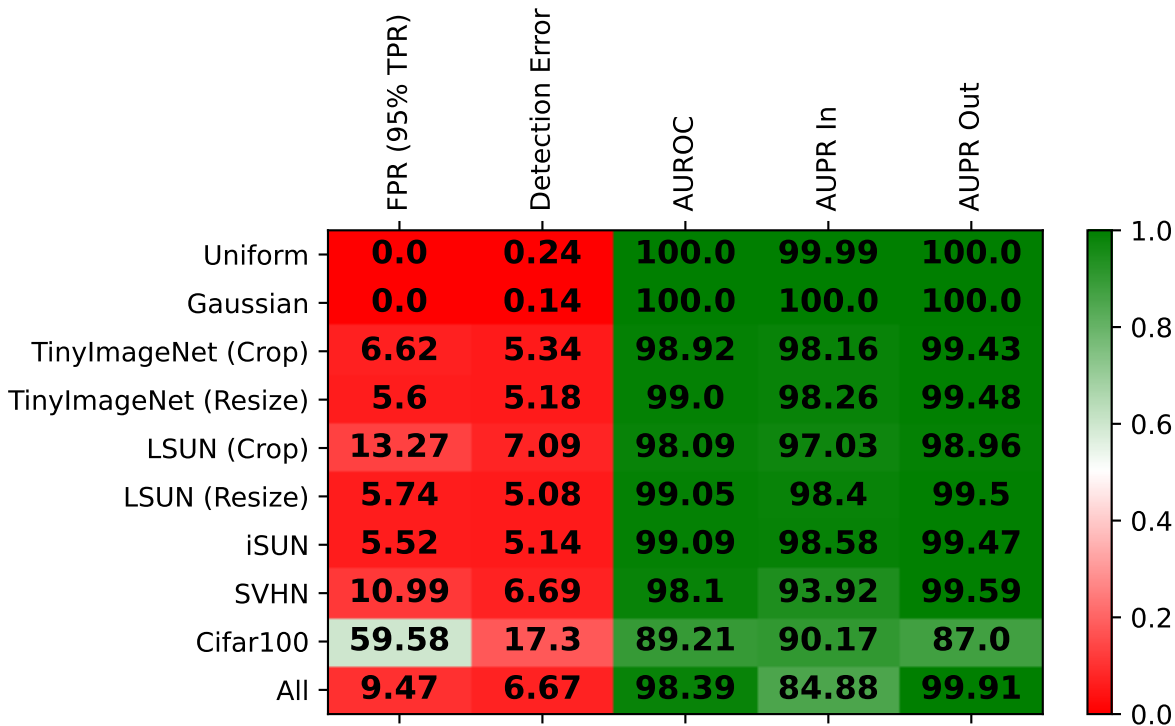 FPR (95% TPR) Detection Error AUROC AUPR In AUPR Out
Uniform 0.0 0.24 100.0 99.99 100.0
Gaussian 0.0 0.14 100.0 100.0 100.0
TinyImageNet (Crop) 6.62 5.34 98.92 98.16 99.43
TinyImageNet (Resize) 5.6 5.18 99.0 98.26 99.48
LSUN (Crop) 13.27 7.09 98.09 97.03 98.96
LSUN (Resize) 5.74 5.08 99.05 98.4 99.5
iSUN 5.52 5.14 99.09 98.58 99.47
SVHN 10.99 6.69 98.1 93.92 99.59
Cifar100 59.58 17.3 89.21 90.17 87.0
All 9.47 6.67 98.39 84.88 99.91
1.0
0.8
0.6
0.4
0.2
0.0